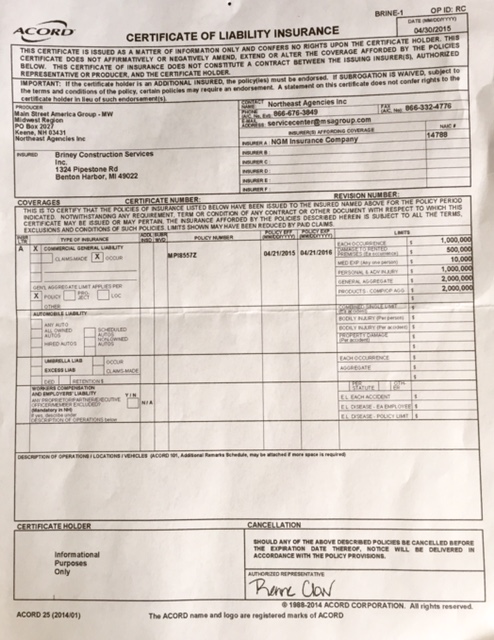 BRINE-1 OP ID: RC
ACORD
CERTIFICATE OF LIABILITY INSURANCE
DATE (MM/DD/YYYY)
04/30/2015
THIS CERTIFICATE IS ISSUED AS A MATTER OF INFORMATION ONLY AND CONFERS NO RIGHTS UPON THE CERTIFICATE HOLDER. THIS
CERTIFICATE DOES NOT AFFIRMATIVELY OR NEGATIVELY AMEND, EXTEND OR ALTER THE COVERAGE AFFORDED BY THE POLICIES
BELOW. THIS CERTIFICATE OF INSURANCE DOES NOT CONSTITUTE A CONTRACT BETWEEN THE ISSUING INSURER(S), AUTHORIZED
REPRESENTATIVE OR PRODUCER, AND THE CERTIFICATE HOLDER.
IMPORTANT: If the certificate holder is an ADDITIONAL INSURED, the policy(ies) must be endorsed. If SUBROGATION IS WAIVED, subject to
the terms and conditions of the policy, certain policies may require an endorsement. A statement on this certificate does not confer rights to the
certificate holder in lieu of such endorsement(s).
PRODUCER
Main Street America Group - MW
Midwest Region
PO Box 2027
Keene, NH 03431
Northeast Agencies Inc
CONTACT NAME: Northeast Agencies Inc
PHONE (A/C, No, Ext): 866-676-3849 FAX (A/C, No): 866-332-4776
E-MAIL ADDRESS: servicecenter@msagroup.com
INSURER(S) AFFORDING COVERAGE NAIC #
INSURER A : NGM Insurance Company 14788
INSURED
Briney Construction Services
Inc.
1324 Pipestone Rd
Benton Harbor, MI 49022
INSURER B :
INSURER C :
INSURER D :
INSURER E :
INSURER F :
COVERAGES CERTIFICATE NUMBER: REVISION NUMBER:
THIS IS TO CERTIFY THAT THE POLICIES OF INSURANCE LISTED BELOW HAVE BEEN ISSUED TO THE INSURED NAMED ABOVE FOR THE POLICY PERIOD
INDICATED. NOTWITHSTANDING ANY REQUIREMENT, TERM OR CONDITION OF ANY CONTRACT OR OTHER DOCUMENT WITH RESPECT TO WHICH THIS
CERTIFICATE MAY BE ISSUED OR MAY PERTAIN, THE INSURANCE AFFORDED BY THE POLICIES DESCRIBED HEREIN IS SUBJECT TO ALL THE TERMS,
EXCLUSIONS AND CONDITIONS OF SUCH POLICIES. LIMITS SHOWN MAY HAVE BEEN REDUCED BY PAID CLAIMS.
INSR LTR TYPE OF INSURANCE ADDL INSD SUBR WVD POLICY NUMBER POLICY EFF (MM/DD/YYYY) POLICY EXP (MM/DD/YYYY) LIMITS
A X COMMERCIAL GENERAL LIABILITY
CLAIMS-MADE X OCCUR
MPI8557Z 04/21/2015 04/21/2016
EACH OCCURRENCE $ 1,000,000
DAMAGE TO RENTED PREMISES (Ea occurrence) $ 500,000
MED EXP (Any one person) $ 10,000
PERSONAL & ADV INJURY $ 1,000,000
GENERAL AGGREGATE $ 2,000,000
PRODUCTS - COMP/OP AGG $ 2,000,000
$
GEN'L AGGREGATE LIMIT APPLIES PER:
X POLICY PROJECT LOC
OTHER:
AUTOMOBILE LIABILITY
ANY AUTO
ALL OWNED AUTOS SCHEDULED AUTOS
HIRED AUTOS NON-OWNED AUTOS
COMBINED SINGLE LIMIT (Ea accident) $
BODILY INJURY (Per person) $
BODILY INJURY (Per accident) $
PROPERTY DAMAGE (Per accident) $
$
UMBRELLA LIAB OCCUR
EXCESS LIAB CLAIMS-MADE
DED RETENTION $
EACH OCCURRENCE $
AGGREGATE $
$
WORKERS COMPENSATION
AND EMPLOYERS' LIABILITY Y / N
ANY PROPRIETOR/PARTNER/EXECUTIVE
OFFICER/MEMBER EXCLUDED? N / A
(Mandatory in NH)
If yes, describe under
DESCRIPTION OF OPERATIONS below
PER STATUTE OTHER
E.L. EACH ACCIDENT $
E.L. DISEASE - EA EMPLOYEE $
E.L. DISEASE - POLICY LIMIT $
DESCRIPTION OF OPERATIONS / LOCATIONS / VEHICLES (ACORD 101, Additional Remarks Schedule, may be attached if more space is required)
CERTIFICATE HOLDER
Informational
Purposes
Only
CANCELLATION
SHOULD ANY OF THE ABOVE DESCRIBED POLICIES BE CANCELLED BEFORE
THE EXPIRATION DATE THEREOF, NOTICE WILL BE DELIVERED IN
ACCORDANCE WITH THE POLICY PROVISIONS.
AUTHORIZED REPRESENTATIVE
© 1988-2014 ACORD CORPORATION. All rights reserved.
ACORD 25 (2014/01) The ACORD name and logo are registered marks of ACORD